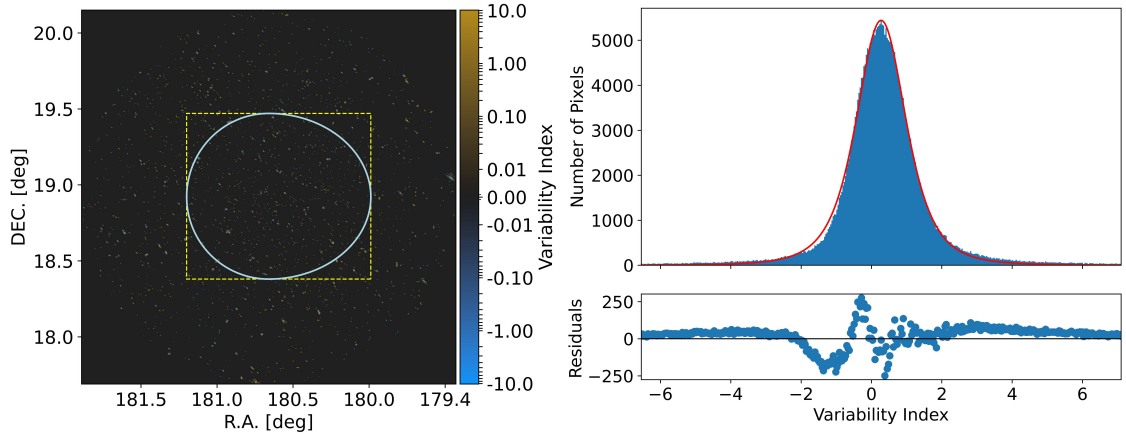 20.0
19.5
19.0
18.5
18.0
DEC. [deg]
181.5 181.0 180.5 180.0 179.4
R.A. [deg]
10.0
1.00
0.10
0.01
0.00
-0.01
-0.10
-1.00
-10.0
Variability Index
5000
4000
3000
2000
1000
0
Number of Pixels
250
0
−250
Residuals
−6 −4 −2 0 2 4 6
Variability Index